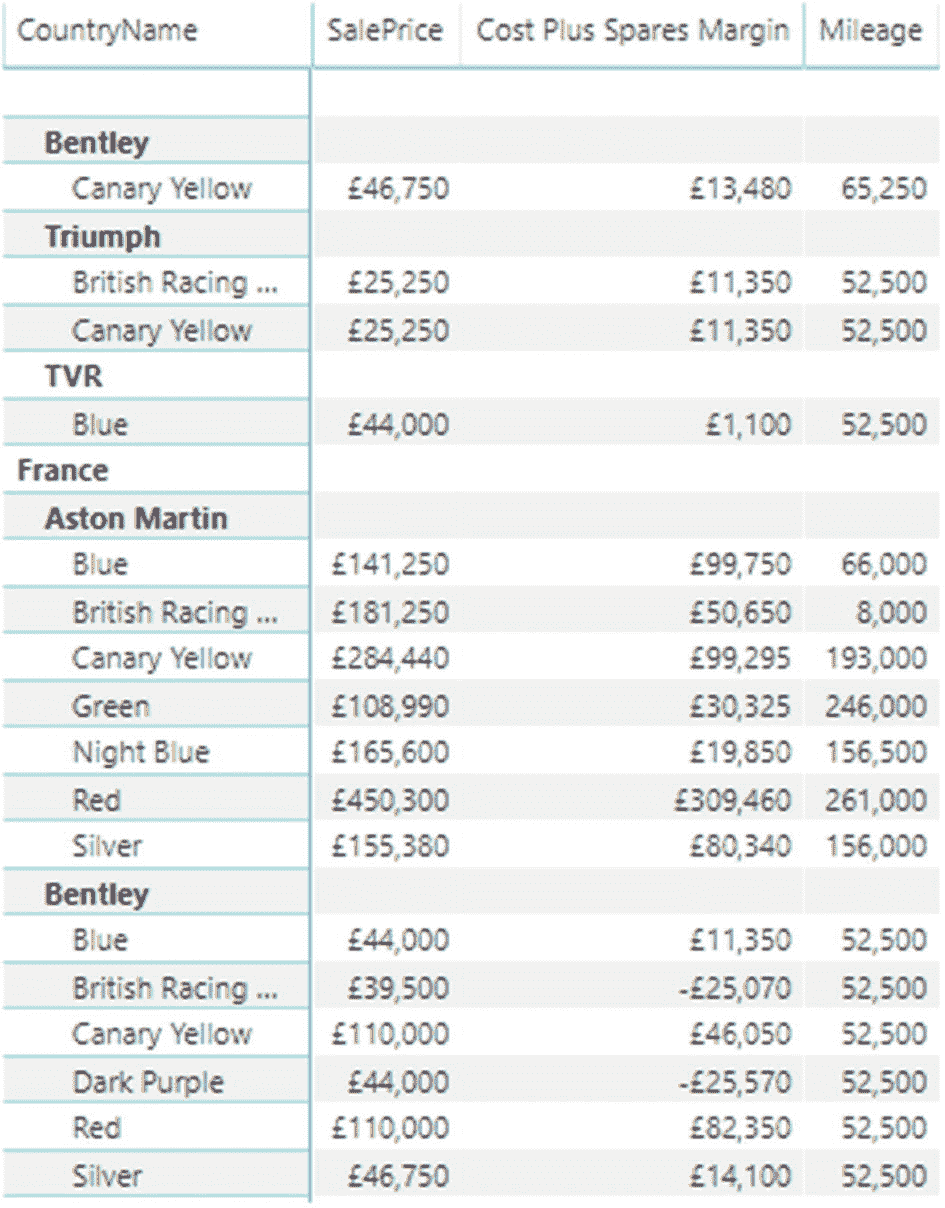 CountryName SalePrice Cost Plus Spares Margin Mileage
Bentley
Canary Yellow £46,750 £13,480 65,250
Triumph
British Racing ... £25,250 £11,350 52,500
Canary Yellow £25,250 £11,350 52,500
TVR
Blue £44,000 £1,100 52,500
France
Aston Martin
Blue £141,250 £99,750 66,000
British Racing ... £181,250 £50,650 8,000
Canary Yellow £284,440 £99,295 193,000
Green £108,990 £30,325 246,000
Night Blue £165,600 £19,850 156,500
Red £450,300 £309,460 261,000
Silver £155,380 £80,340 156,000
Bentley
Blue £44,000 £11,350 52,500
British Racing ... £39,500 -£25,070 52,500
Canary Yellow £110,000 £46,050 52,500
Dark Purple £44,000 -£25,570 52,500
Red £110,000 £82,350 52,500
Silver £46,750 £14,100 52,500